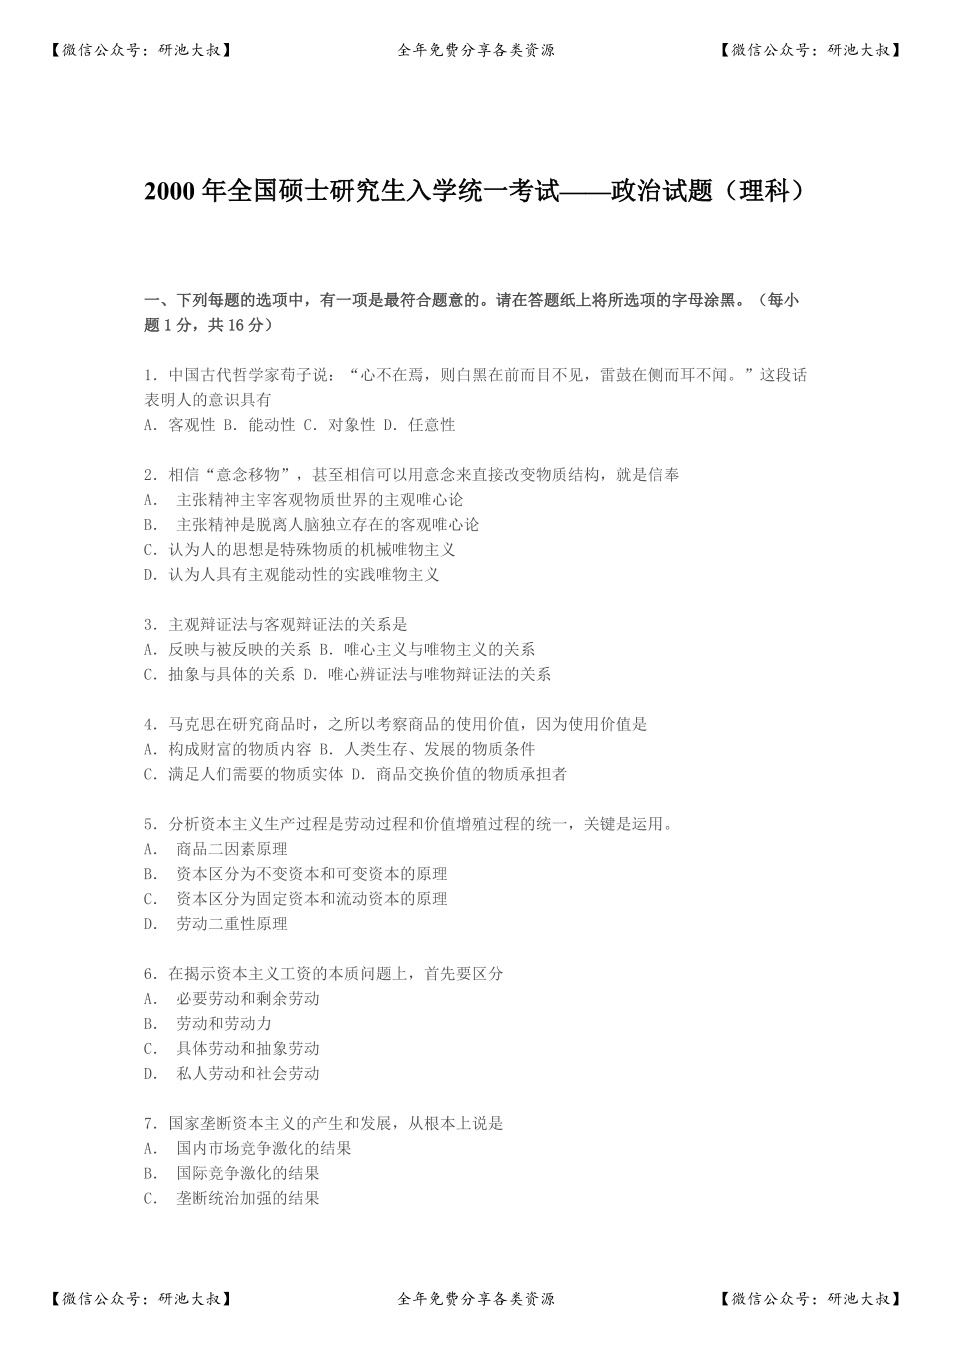 【微信公众号：研池大叔】 全年免费分享各类资源 【微信公众号：研池大叔】
2000 年全国硕士研究生入学统一考试——政治试题（理科）
一、下列每题的选项中，有一项是最符合题意的。请在答题纸上将所选项的字母涂黑。（每小
题 1 分，共 16 分）
1．中国古代哲学家荀子说：“心不在焉，则白黑在前而目不见，雷鼓在侧而耳不闻。”这段话
表明人的意识具有
A．客观性 B．能动性 C．对象性 D．任意性
2．相信“意念移物”，甚至相信可以用意念来直接改变物质结构，就是信奉
A． 主张精神主宰客观物质世界的主观唯心论
B． 主张精神是脱离人脑独立存在的客观唯心论
C．认为人的思想是特殊物质的机械唯物主义
D．认为人具有主观能动性的实践唯物主义
3．主观辩证法与客观辩证法的关系是
A．反映与被反映的关系 B．唯心主义与唯物主义的关系
C．抽象与具体的关系 D．唯心辨证法与唯物辩证法的关系
4．马克思在研究商品时，之所以考察商品的使用价值，因为使用价值是
A．构成财富的物质内容 B．人类生存、发展的物质条件
C．满足人们需要的物质实体 D．商品交换价值的物质承担者
5．分析资本主义生产过程是劳动过程和价值增殖过程的统一，关键是运用。
A． 商品二因素原理
B． 资本区分为不变资本和可变资本的原理
C． 资本区分为固定资本和流动资本的原理
D． 劳动二重性原理
6．在揭示资本主义工资的本质问题上，首先要区分
A． 必要劳动和剩余劳动
B． 劳动和劳动力
C． 具体劳动和抽象劳动
D． 私人劳动和社会劳动
7．国家垄断资本主义的产生和发展，从根本上说是
A． 国内市场竞争激化的结果
B． 国际竞争激化的结果
C． 垄断统治加强的结果
【微信公众号：研池大叔】 全年免费分享各类资源 【微信公众号：研池大叔】